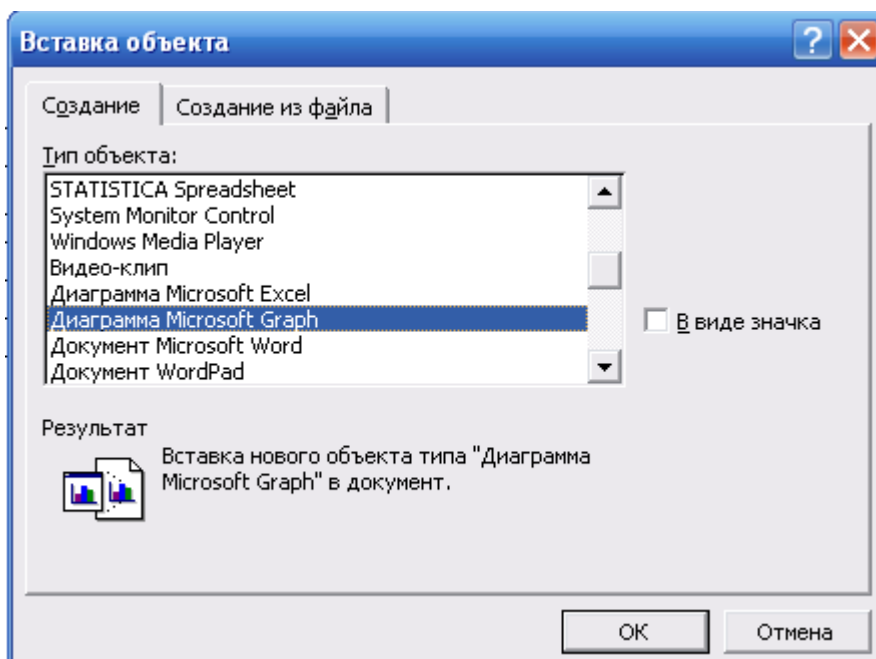 Вставка объекта
Создание
Создание из файла
Тип объекта:
STATISTICA Spreadsheet
System Monitor Control
Windows Media Player
Видео-клип
Диаграмма Microsoft Excel
Диаграмма Microsoft Graph
Документ Microsoft Word
Документ WordPad
В виде значка
Результат
Вставка нового объекта типа "Диаграмма
Microsoft Graph" в документ.
ОК
Отмена